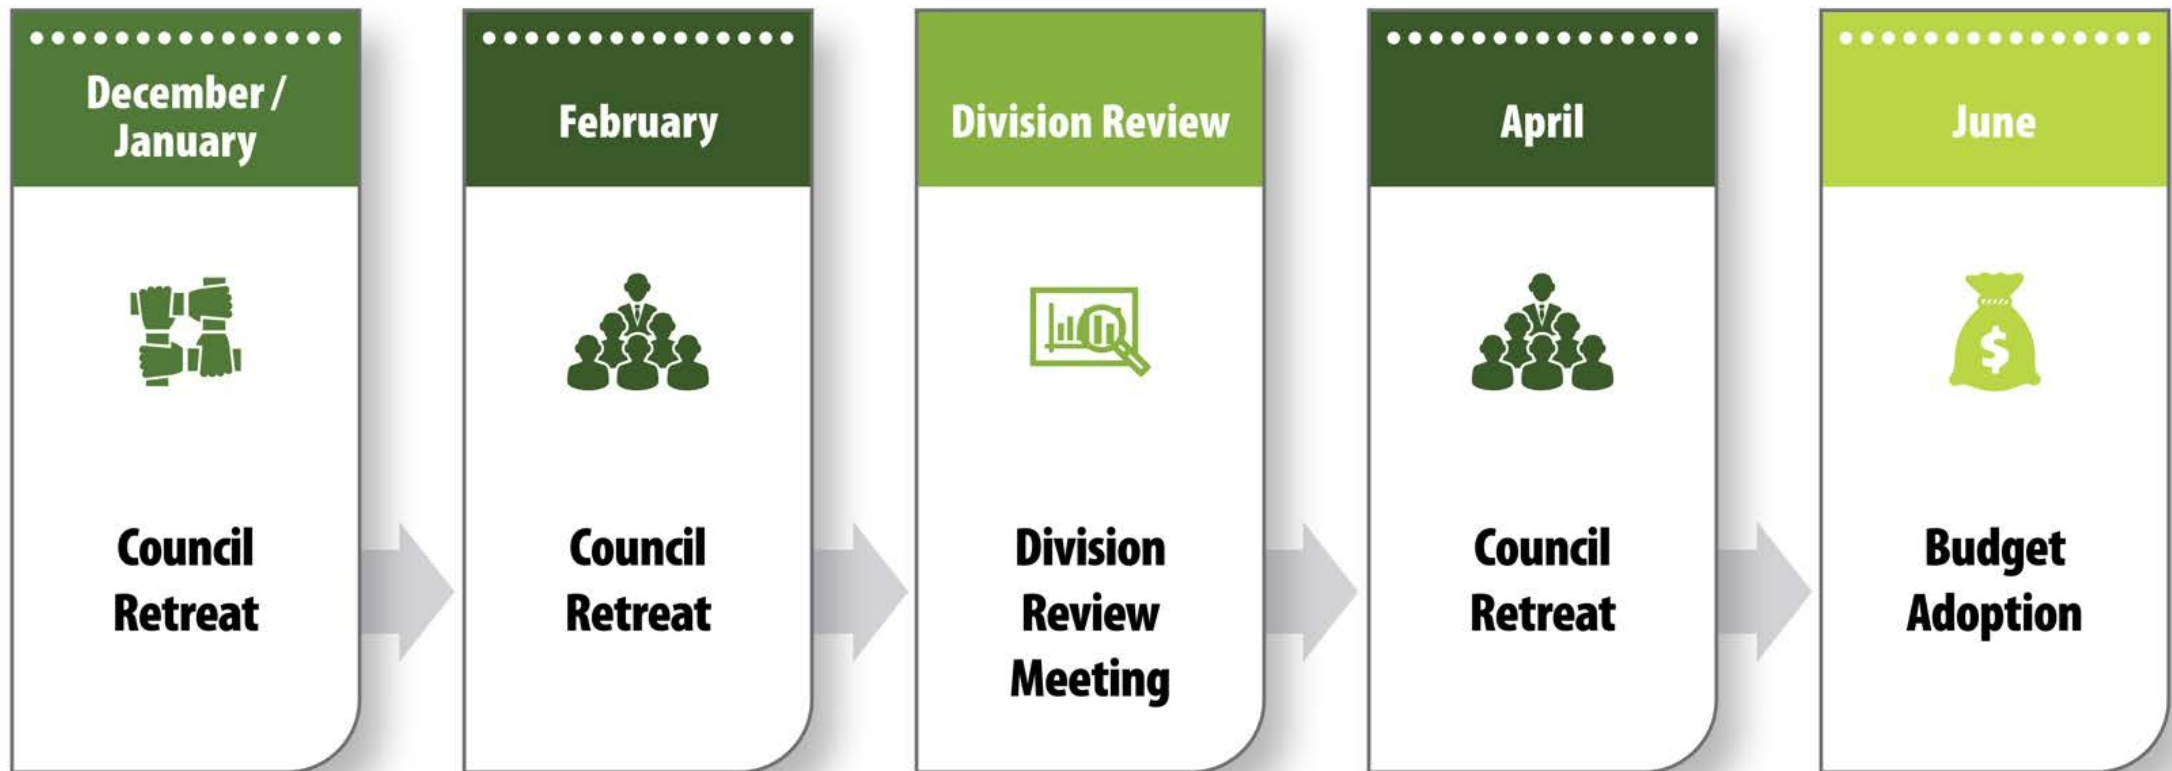 December /
January
Council
Retreat
February
Council
Retreat
Division Review
Division
Review
Meeting
April
Council
Retreat
June
$
Budget
Adoption